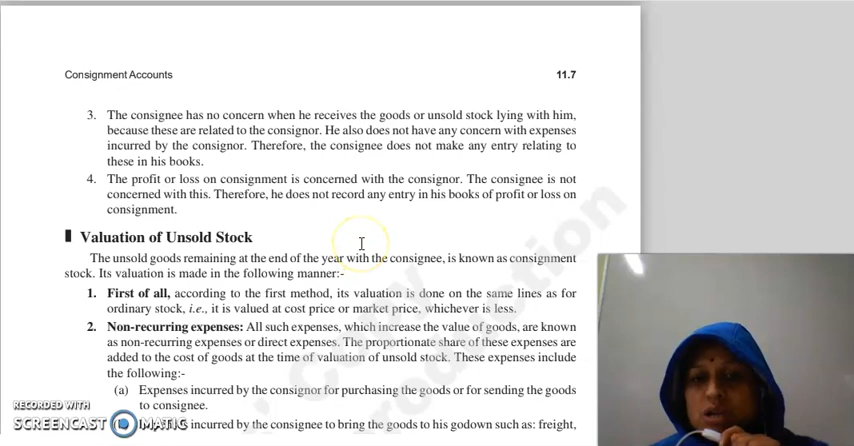 Consignment Accounts 11.7
3. The consignee has no concern when he receives the goods or unsold stock lying with him,
because these are related to the consignor. He also does not have any concern with expenses
incurred by the consignor. Therefore, the consignee does not make any entry relating to
these in his books.
4. The profit or loss on consignment is concerned with the consignor. The consignee is not
concerned with this. Therefore, he does not record any entry in his books of profit or loss on
consignment.
Valuation of Unsold Stock
The unsold goods remaining at the end of the year with the consignee, is known as consignment
stock. Its valuation is made in the following manner:-
1. First of all, according to the first method, its valuation is done on the same lines as for
ordinary stock, i.e., it is valued at cost price or market price, whichever is less.
2. Non-recurring expenses: All such expenses, which increase the value of goods, are known
as non-recurring expenses or direct expenses. The proportionate share of these expenses are
added to the cost of goods at the time of valuation of unsold stock. These expenses include
the following:-
(a) Expenses incurred by the consignor for purchasing the goods or for sending the goods
to consignee.
incurred by the consignee to bring the goods to his godown such as: freight,
RECORDED WITH
SCREENCAST MATIC